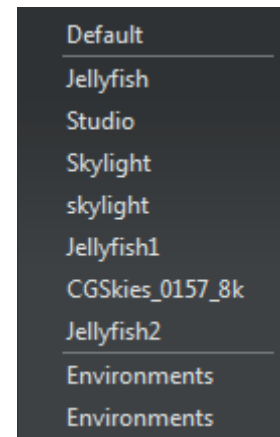 Default
Jellyfish
Studio
Skylight
skylight
Jellyfish1
CGSkies_0157_8k
Jellyfish2
Environments
Environments